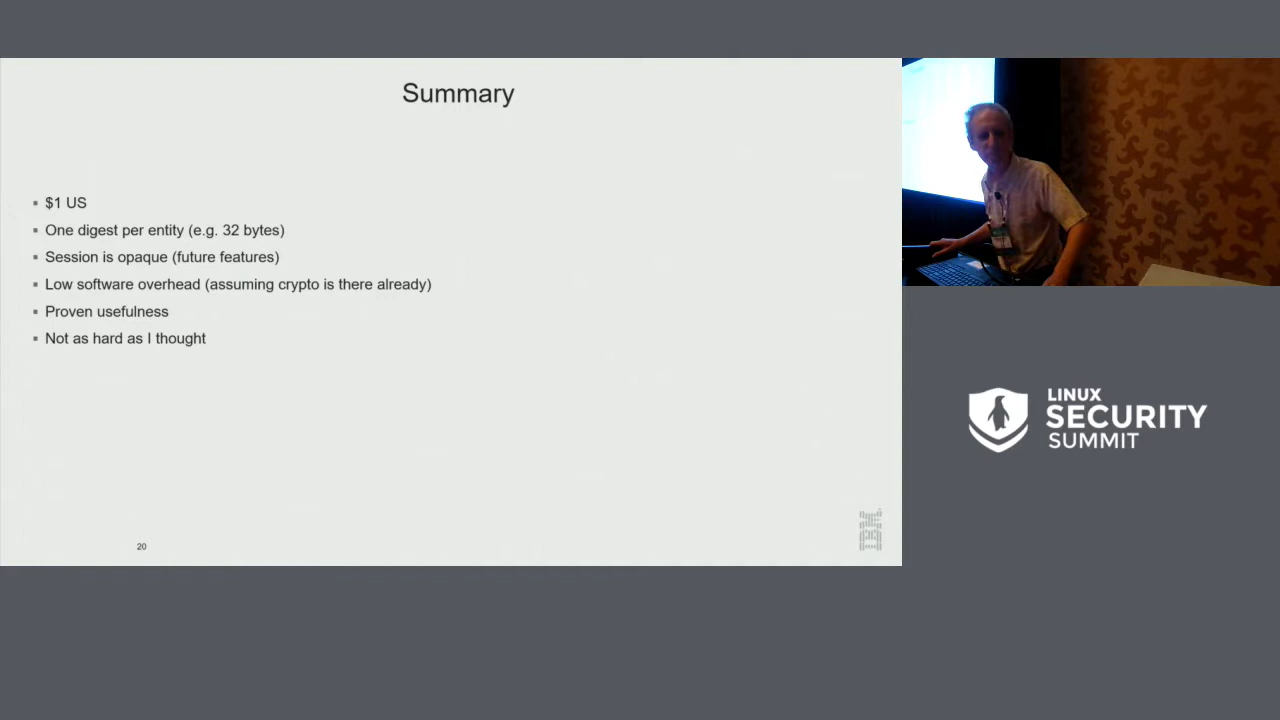 Summary
▪ $1 US
▪ One digest per entity (e.g. 32 bytes)
▪ Session is opaque (future features)
▪ Low software overhead (assuming crypto is there already)
▪ Proven usefulness
▪ Not as hard as I thought
20
IBM
LINUX
SECURITY
SUMMIT